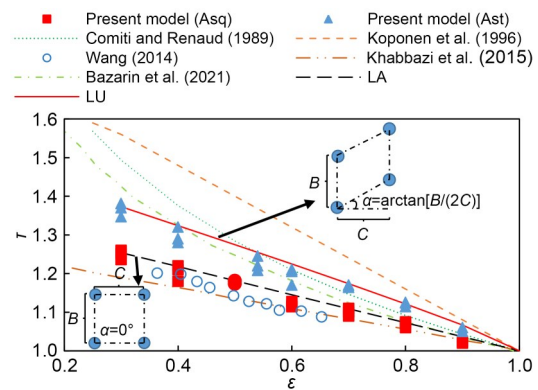 Present model (Asq) Present model (Ast)
Comiti and Renaud (1989) Koponen et al. (1996)
Wang (2014) Khabbazi et al. (2015)
Bazarin et al. (2021) LA
LU
1.6
1.5
1.4
1.3
1.2
1.1
1.0
τ
B
α=arctan[B/(2C)]
C
C
B
α=0°
0.2 0.4 0.6 0.8 1.0
ε